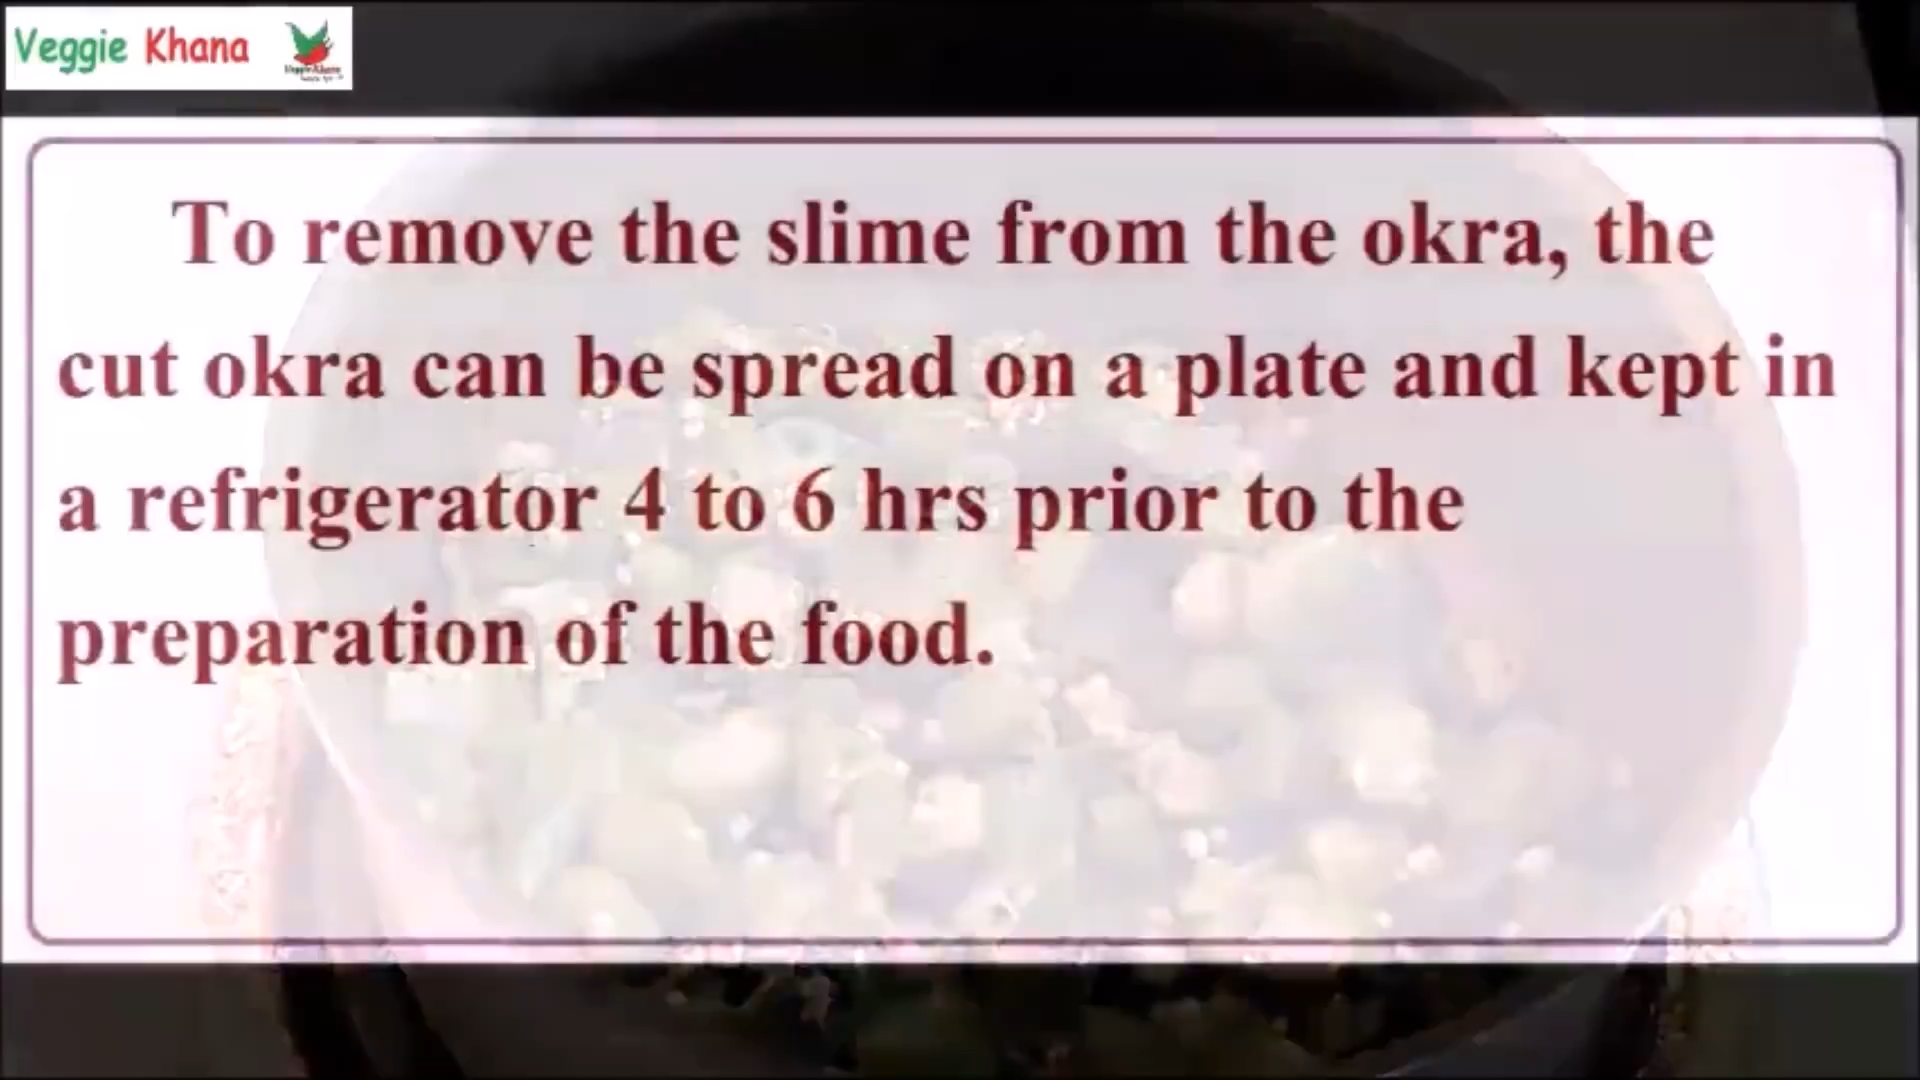 Veggie Khana
To remove the slime from the okra, the
cut okra can be spread on a plate and kept in
a refrigerator 4 to 6 hrs prior to the
preparation of the food.